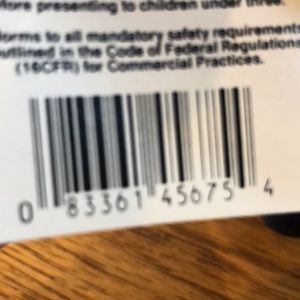 fore presenting to children under three.
forms to all mandatory safety requirements
outlined in the Code of Federal Regulations
(16CFR) for Commercial Practices.
0 83361 45675 4